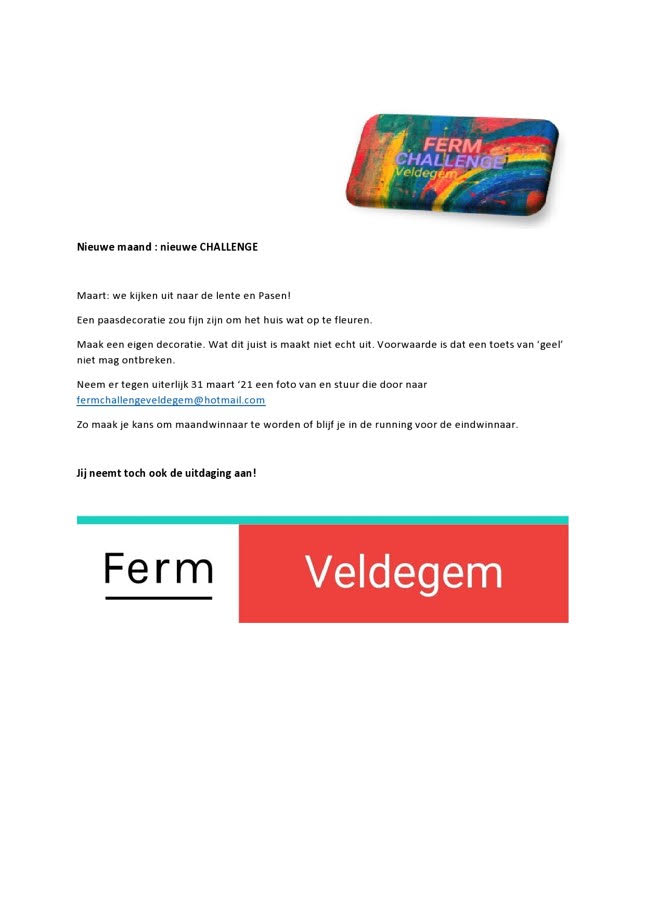 FERM
CHALLENGE
Veldegem
Nieuwe maand : nieuwe CHALLENGE
Maart: we kijken uit naar de lente en Pasen!
Een paasdecoratie zou fijn zijn om het huis wat op te fleuren.
Maak een eigen decoratie. Wat dit juist is maakt niet echt uit. Voorwaarde is dat een toets van ‘geel’
niet mag ontbreken.
Neem er tegen uiterlijk 31 maart ‘21 een foto van en stuur die door naar
fermchallengeveldegem@hotmail.com
Zo maak je kans om maandwinnaar te worden of blijf je in de running voor de eindwinnaar.
Jij neemt toch ook de uitdaging aan!
Ferm Veldegem